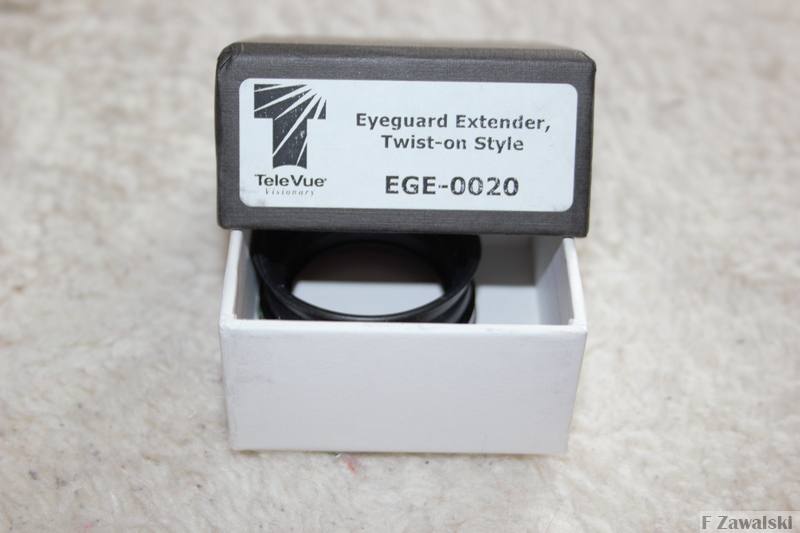 Eyeguard Extender,
Twist-on Style
EGE-0020
TeleVue®
Visionary
F Zawalski